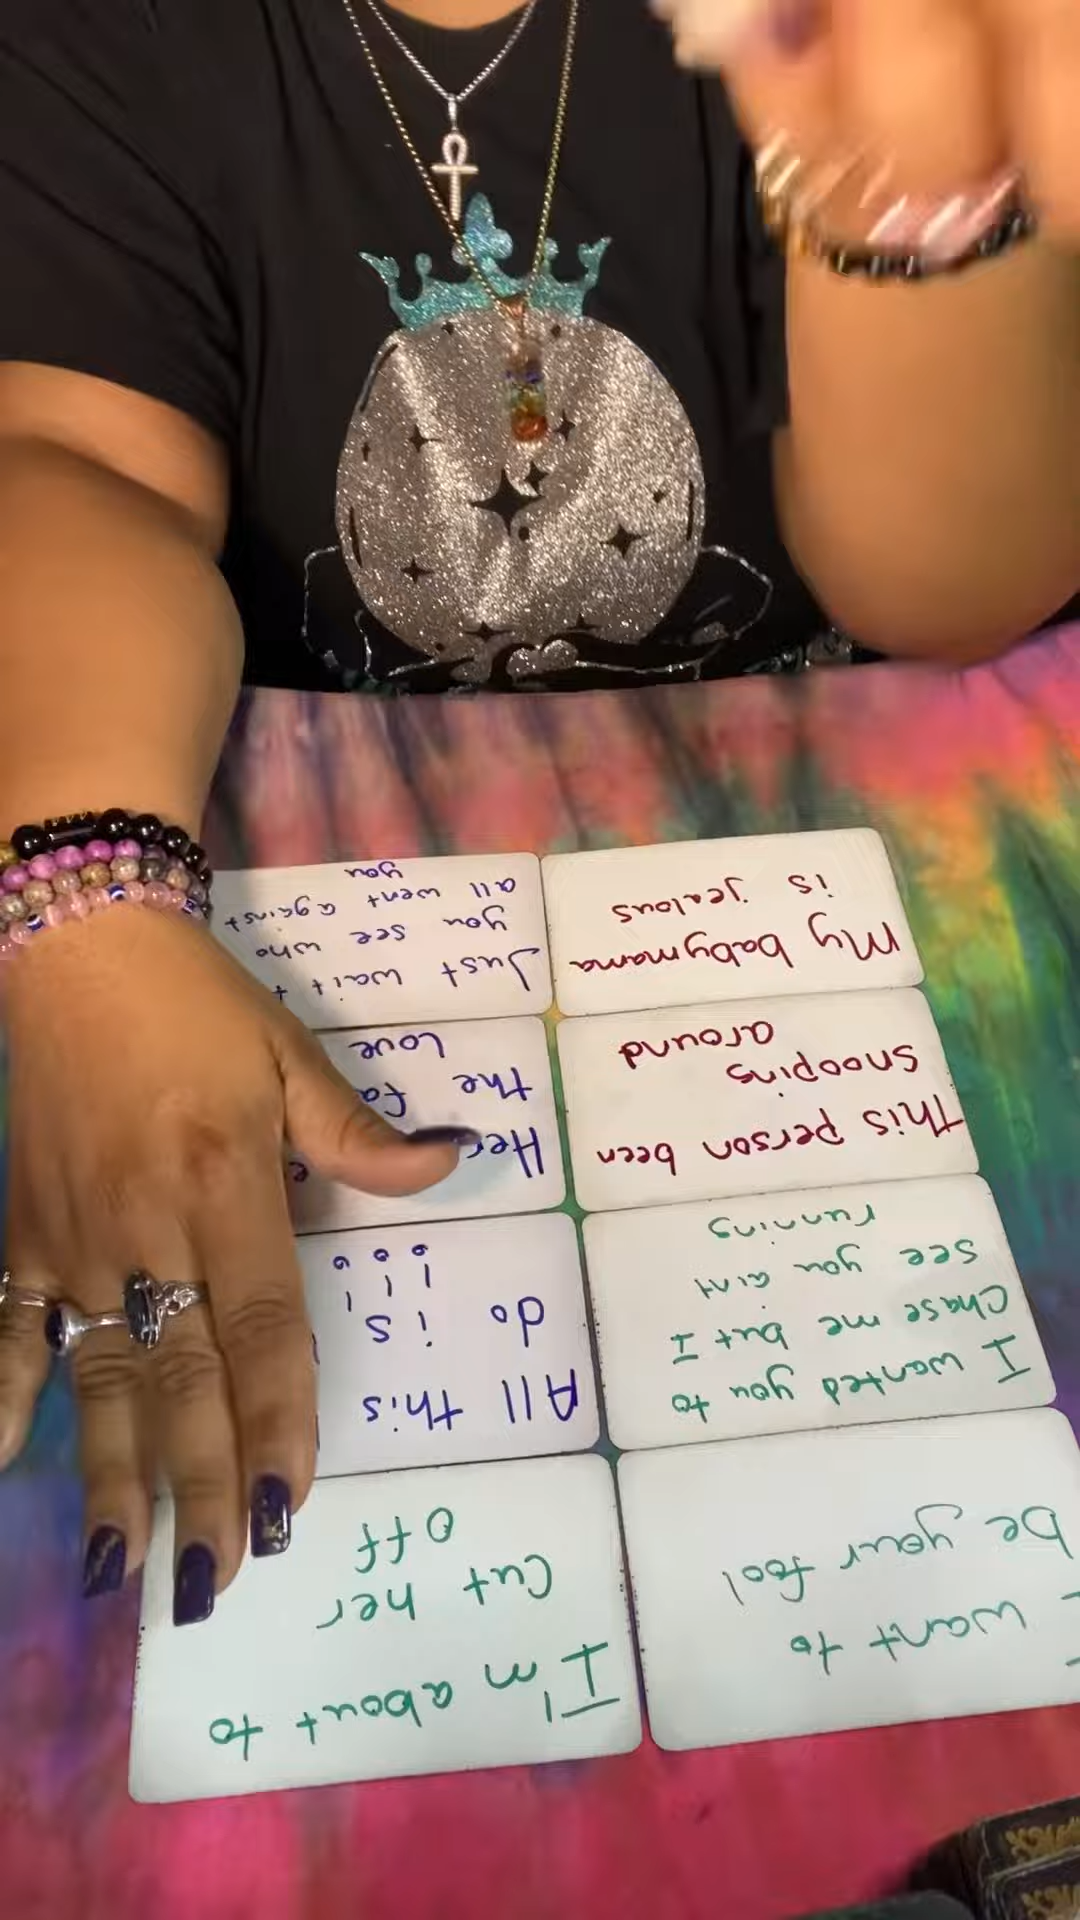 I want to
be your fool
I'm about to
Cut her
Off
I wanted you to
Chase me but I
see you aint
running
All this
do is
! ! !
This person been
snooping
around
the
Love
My babymama
is jealous
Just wait
you see who
all went against
you